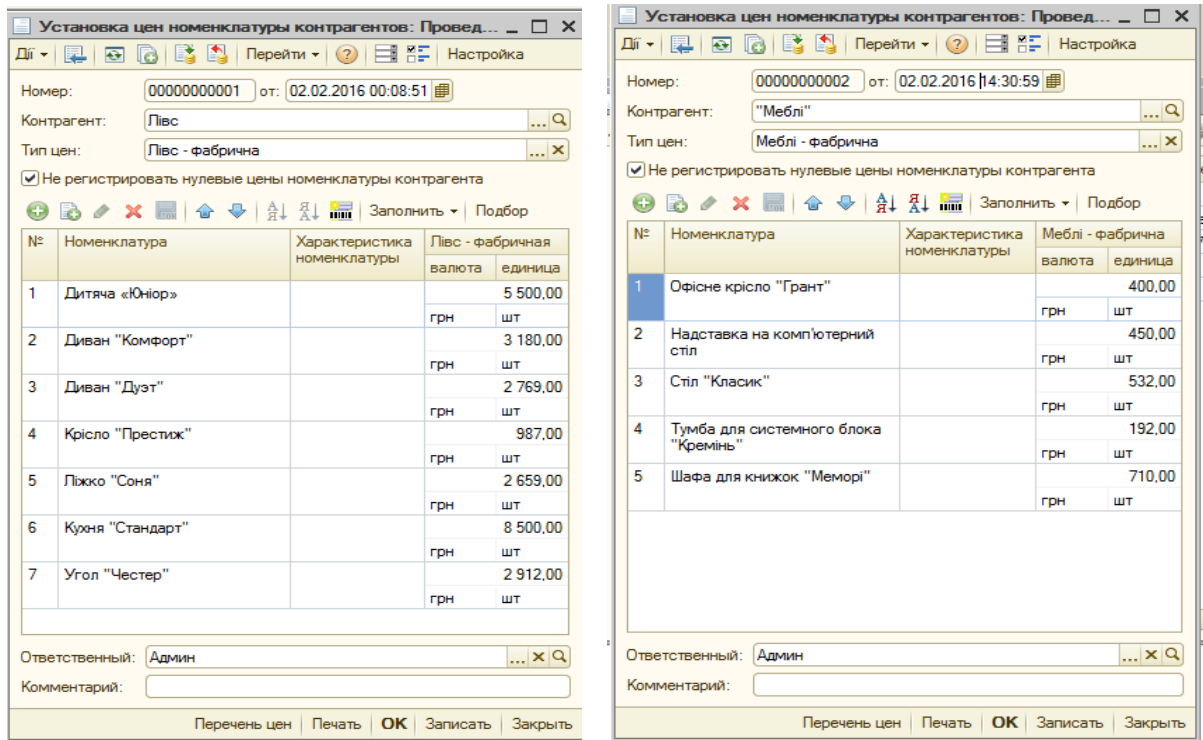 Установка цен номенклатуры контрагентов: Провед...
Дії Перейти Настройка
Номер: 00000000001 от: 02.02.2016 00:08:51
Контрагент: Лівс
Тип цен: Лівс - фабрична
Не регистрировать нулевые цены номенклатуры контрагента
Заполнить Подбор
№ Номенклатура Характеристика номенклатуры Лівс - фабричная
валюта единица
1 Дитяча «Юніор» 5 500,00
грн шт
2 Диван "Комфорт" 3 180,00
грн шт
3 Диван "Дуэт" 2 769,00
грн шт
4 Крісло "Престиж" 987,00
грн шт
5 Ліжко "Соня" 2 659,00
грн шт
6 Кухня "Стандарт" 8 500,00
грн шт
7 Угол "Честер" 2 912,00
грн шт
Ответственный: Админ
Комментарий:
Перечень цен Печать OK Записать Закрыть
Установка цен номенклатуры контрагентов: Провед...
Дії Перейти Настройка
Номер: 00000000002 от: 02.02.2016 14:30:59
Контрагент: "Меблі"
Тип цен: Меблі - фабрична
Не регистрировать нулевые цены номенклатуры контрагента
Заполнить Подбор
№ Номенклатура Характеристика номенклатуры Меблі - фабрична
валюта единица
1 Офісне крісло "Грант" 400,00
грн шт
2 Надставка на комп'ютерний 450,00
стіл
грн шт
3 Стіл "Класик" 532,00
грн шт
4 Тумба для системного блока 192,00
"Кремінь"
грн шт
5 Шафа для книжок "Меморі" 710,00
грн шт
Ответственный: Админ
Комментарий:
Перечень цен Печать OK Записать Закрыть